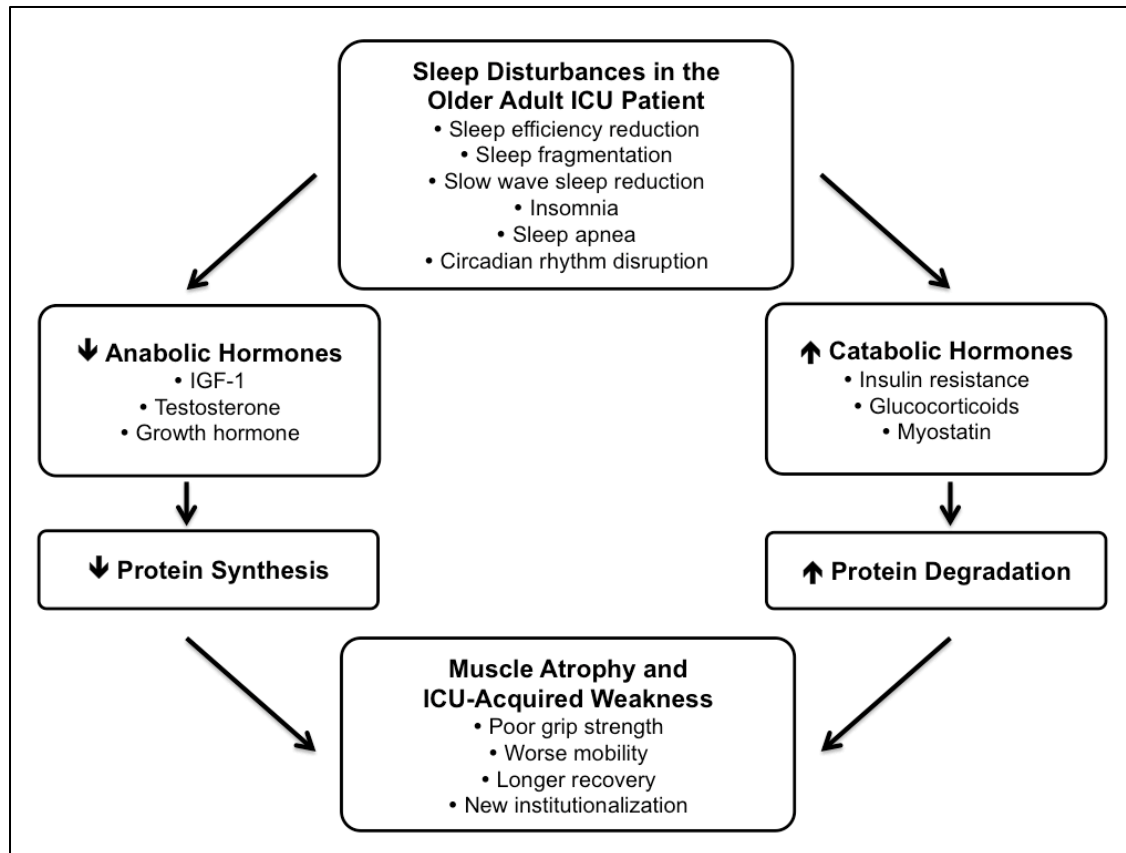 Sleep Disturbances in the
Older Adult ICU Patient
• Sleep efficiency reduction
• Sleep fragmentation
• Slow wave sleep reduction
• Insomnia
• Sleep apnea
• Circadian rhythm disruption
↓ Anabolic Hormones
• IGF-1
• Testosterone
• Growth hormone
↑ Catabolic Hormones
• Insulin resistance
• Glucocorticoids
• Myostatin
↓ Protein Synthesis
↑ Protein Degradation
Muscle Atrophy and
ICU-Acquired Weakness
• Poor grip strength
• Worse mobility
• Longer recovery
• New institutionalization